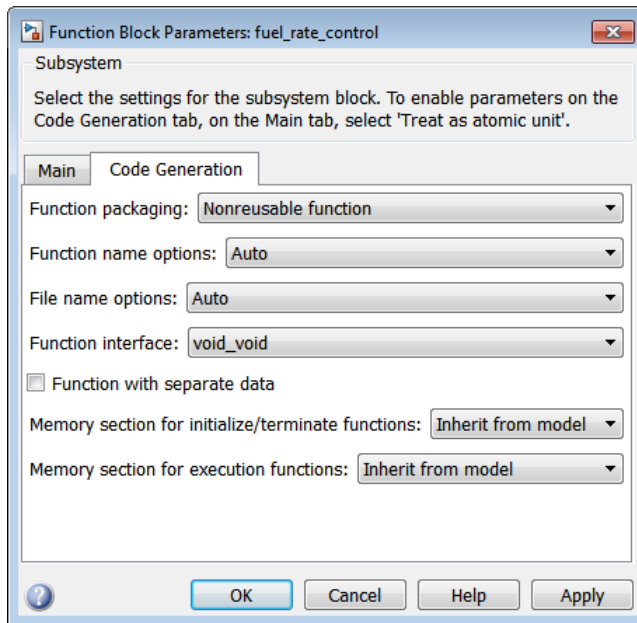 Function Block Parameters: fuel_rate_control
Subsystem
Select the settings for the subsystem block. To enable parameters on the
Code Generation tab, on the Main tab, select 'Treat as atomic unit'.
Main Code Generation
Function packaging: Nonreusable function
Function name options: Auto
File name options: Auto
Function interface: void_void
Function with separate data
Memory section for initialize/terminate functions: Inherit from model
Memory section for execution functions: Inherit from model
? OK Cancel Help Apply